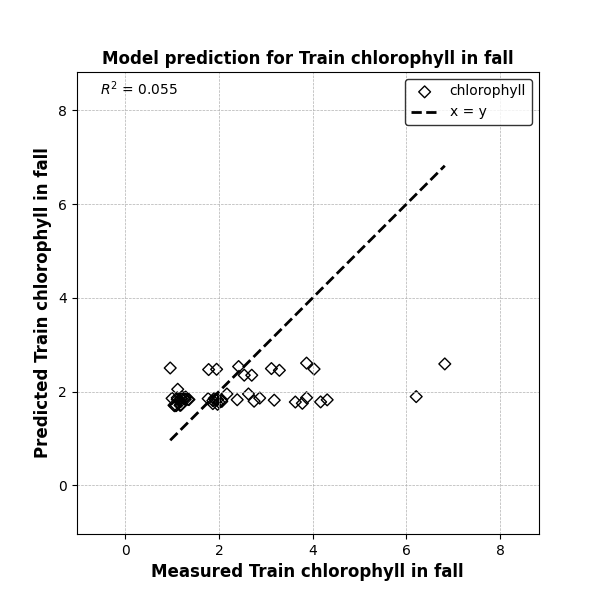 Model prediction for Train chlorophyll in fall
R² = 0.055
chlorophyll
x = y
8
6
4
2
0
0 2 4 6 8
Predicted Train chlorophyll in fall
Measured Train chlorophyll in fall